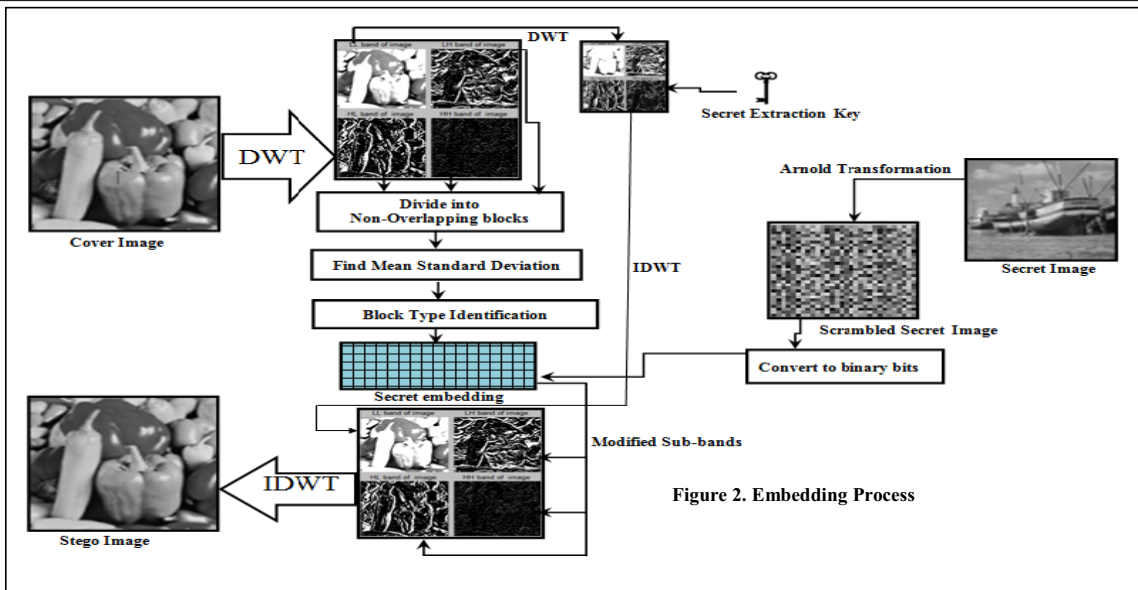 DWT
LL band of image
LH band of image
HL band of image
HH band of image
Secret Extraction Key
DWT
Cover Image
Arnold Transformation
Divide into
Non-Overlapping blocks
Find Mean Standard Deviation
IDWT
Secret Image
Block Type Identification
Scrambled Secret Image
Convert to binary bits
Secret embedding
LL band of image
LH band of image
Modified Sub-bands
HL band of image
HH band of image
IDWT
Figure 2. Embedding Process
Stego Image